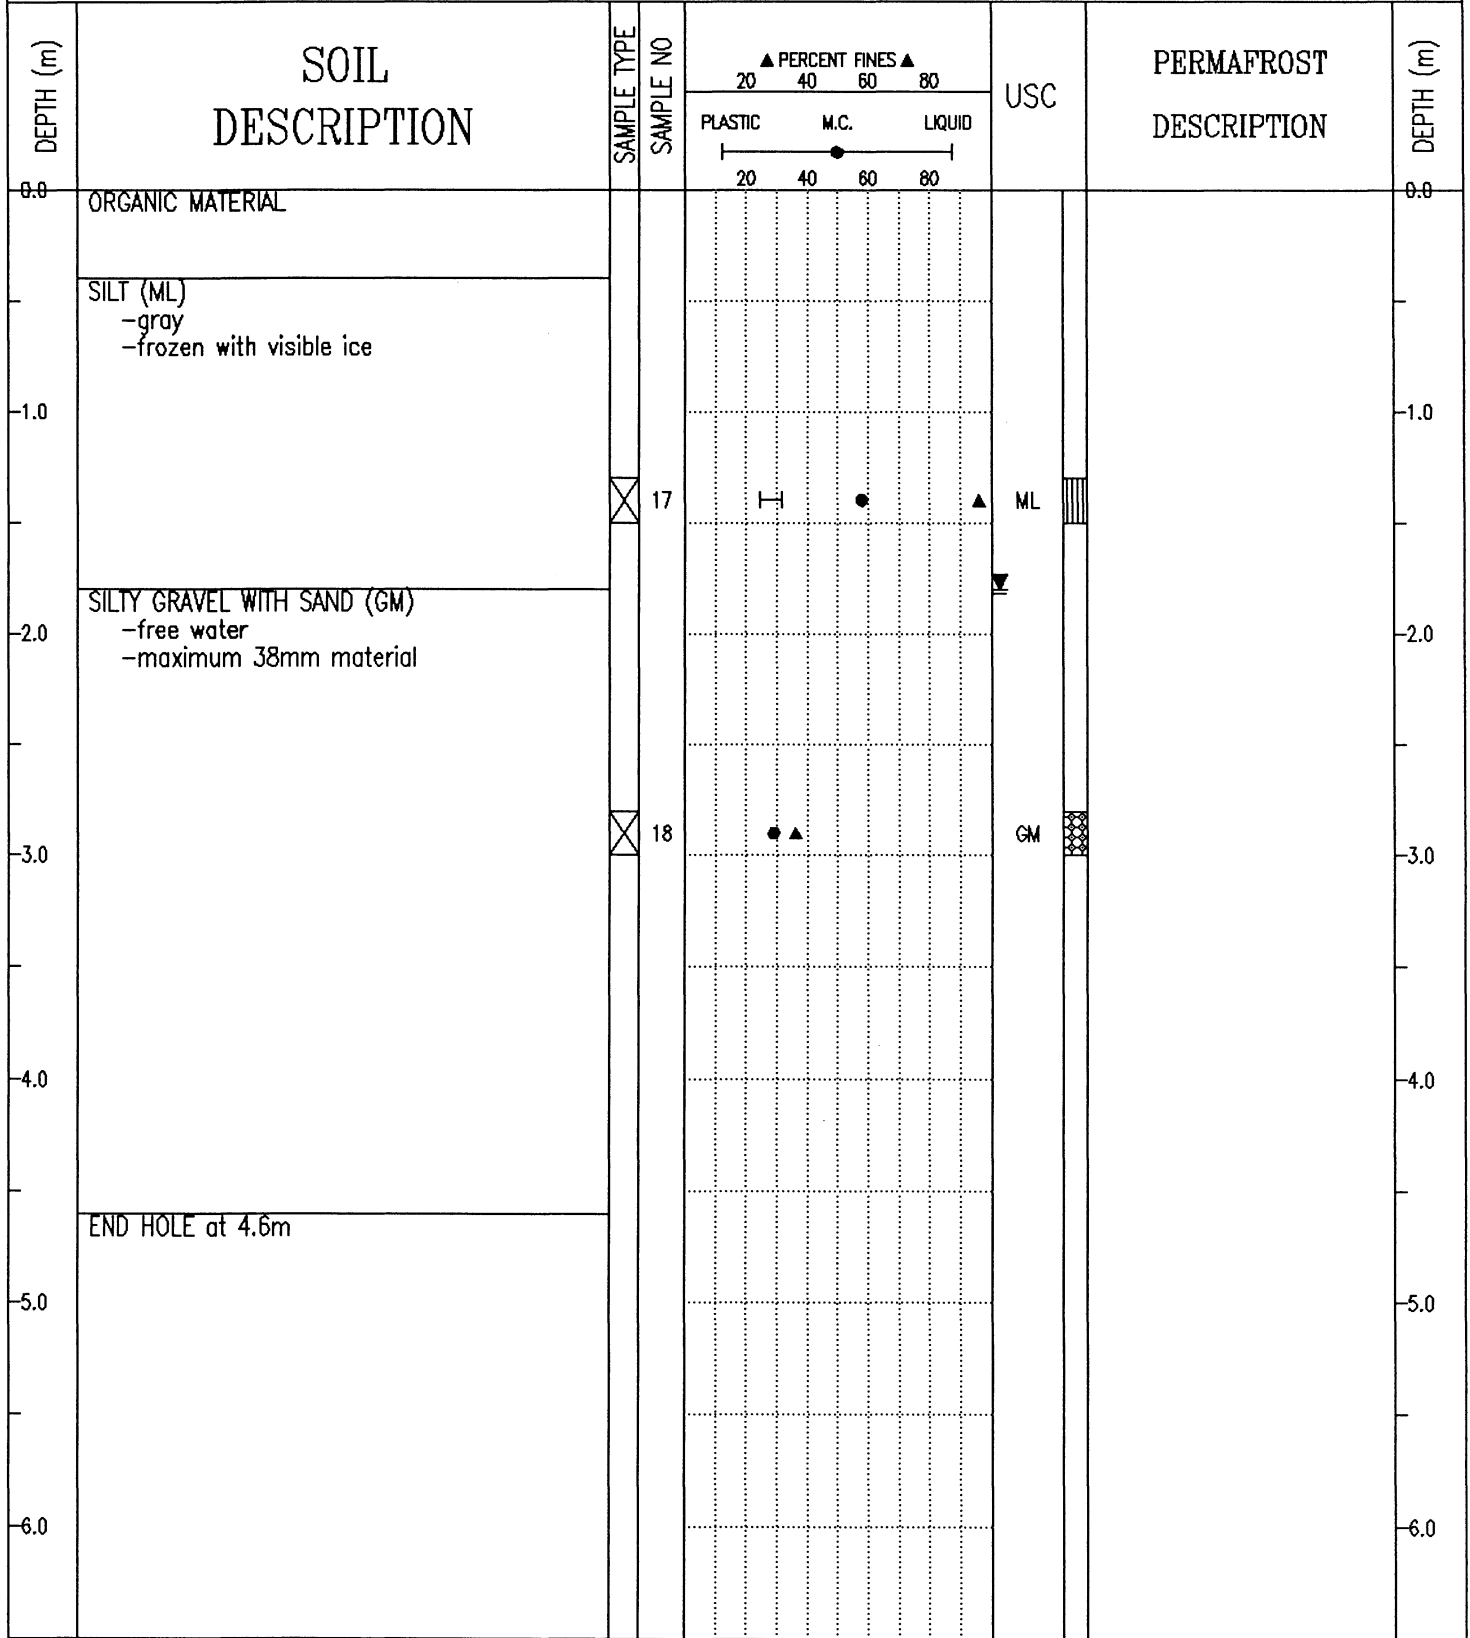 DEPTH (m)
SOIL
DESCRIPTION
SAMPLE TYPE
SAMPLE NO
▲ PERCENT FINES ▲
20 40 60 80
PLASTIC M.C. LIQUID
20 40 60 80
USC
PERMAFROST
DESCRIPTION
DEPTH (m)
0.0 0.0
ORGANIC MATERIAL
SILT (ML)
-gray
-frozen with visible ice
1.0 1.0
17 ML
SILTY GRAVEL WITH SAND (GM)
-free water
2.0 2.0
-maximum 38mm material
18 GM
3.0 3.0
4.0 4.0
END HOLE at 4.6m
5.0 5.0
6.0 6.0